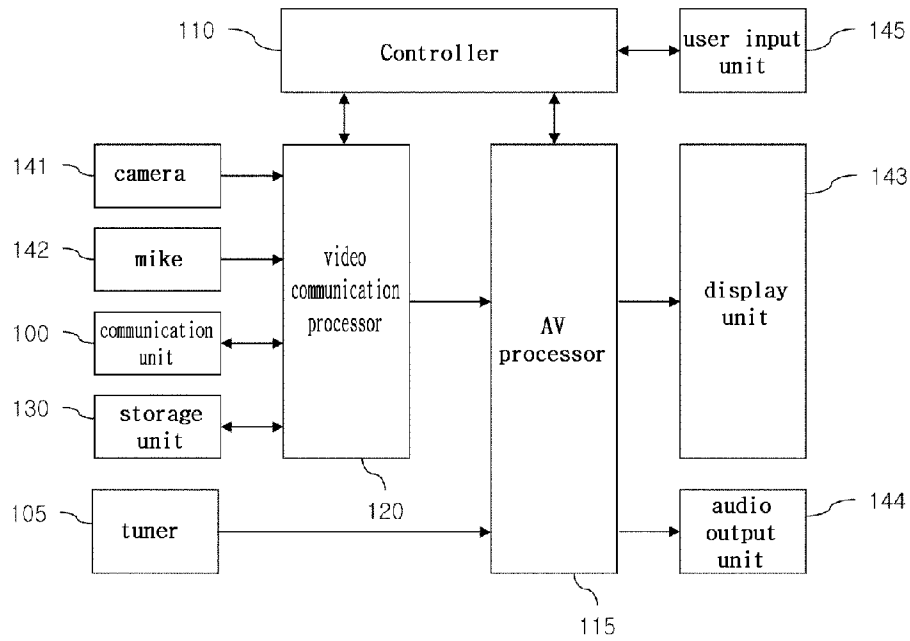 110
Controller
user input
unit
145
141
camera
142
mike
100
communication
unit
130
storage
unit
105
tuner
video
communication
processor
120
AV
processor
115
display
unit
143
audio
output
unit
144